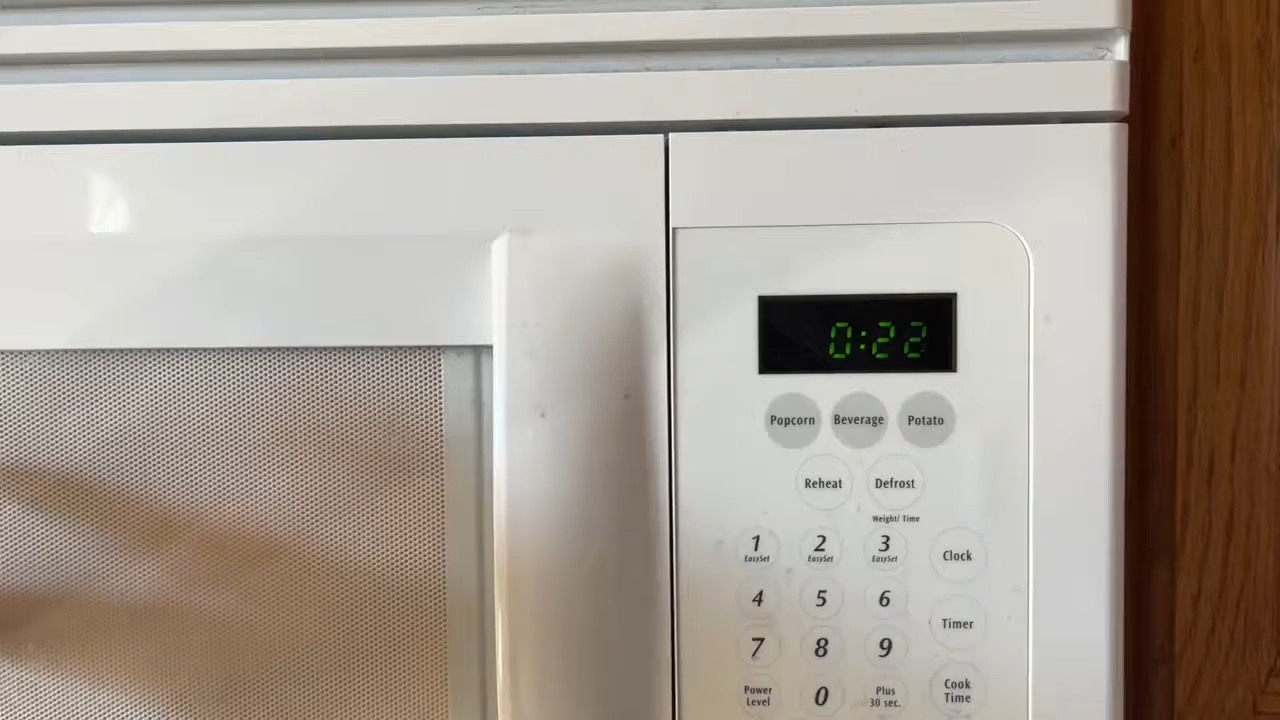 0:22
Popcorn Beverage Potato
Reheat Defrost
Weight/ Time
1 2 3
EasySet EasySet EasySet
Clock
4 5 6
Timer
7 8 9
Power Level 0 Plus 30 sec.
Cook Time